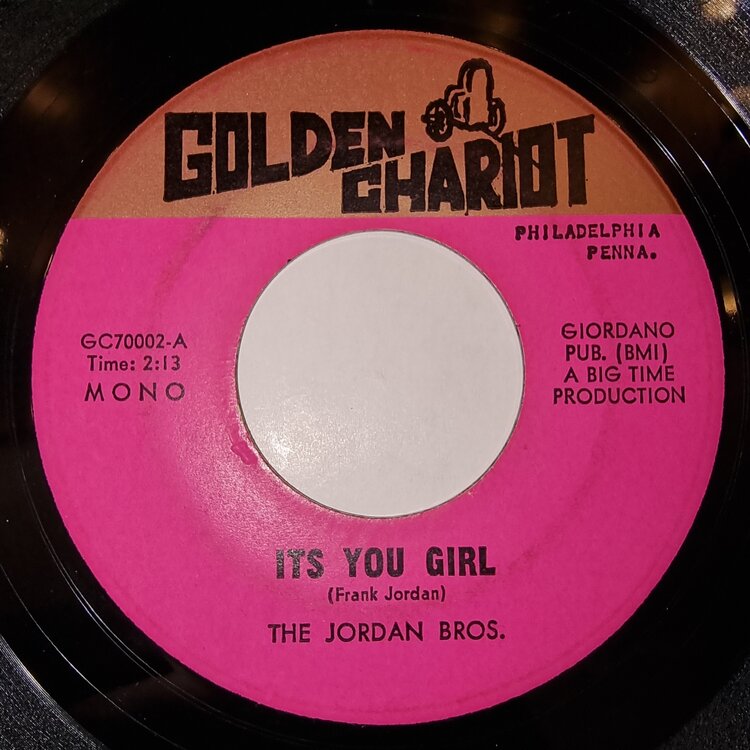 GOLDEN
CHARIOT
PHILADELPHIA
PENNA.
GC70002-A
Time: 2:13
MONO
GIORDANO
PUB. (BMI)
A BIG TIME
PRODUCTION
ITS YOU GIRL
(Frank Jordan)
THE JORDAN BROS.